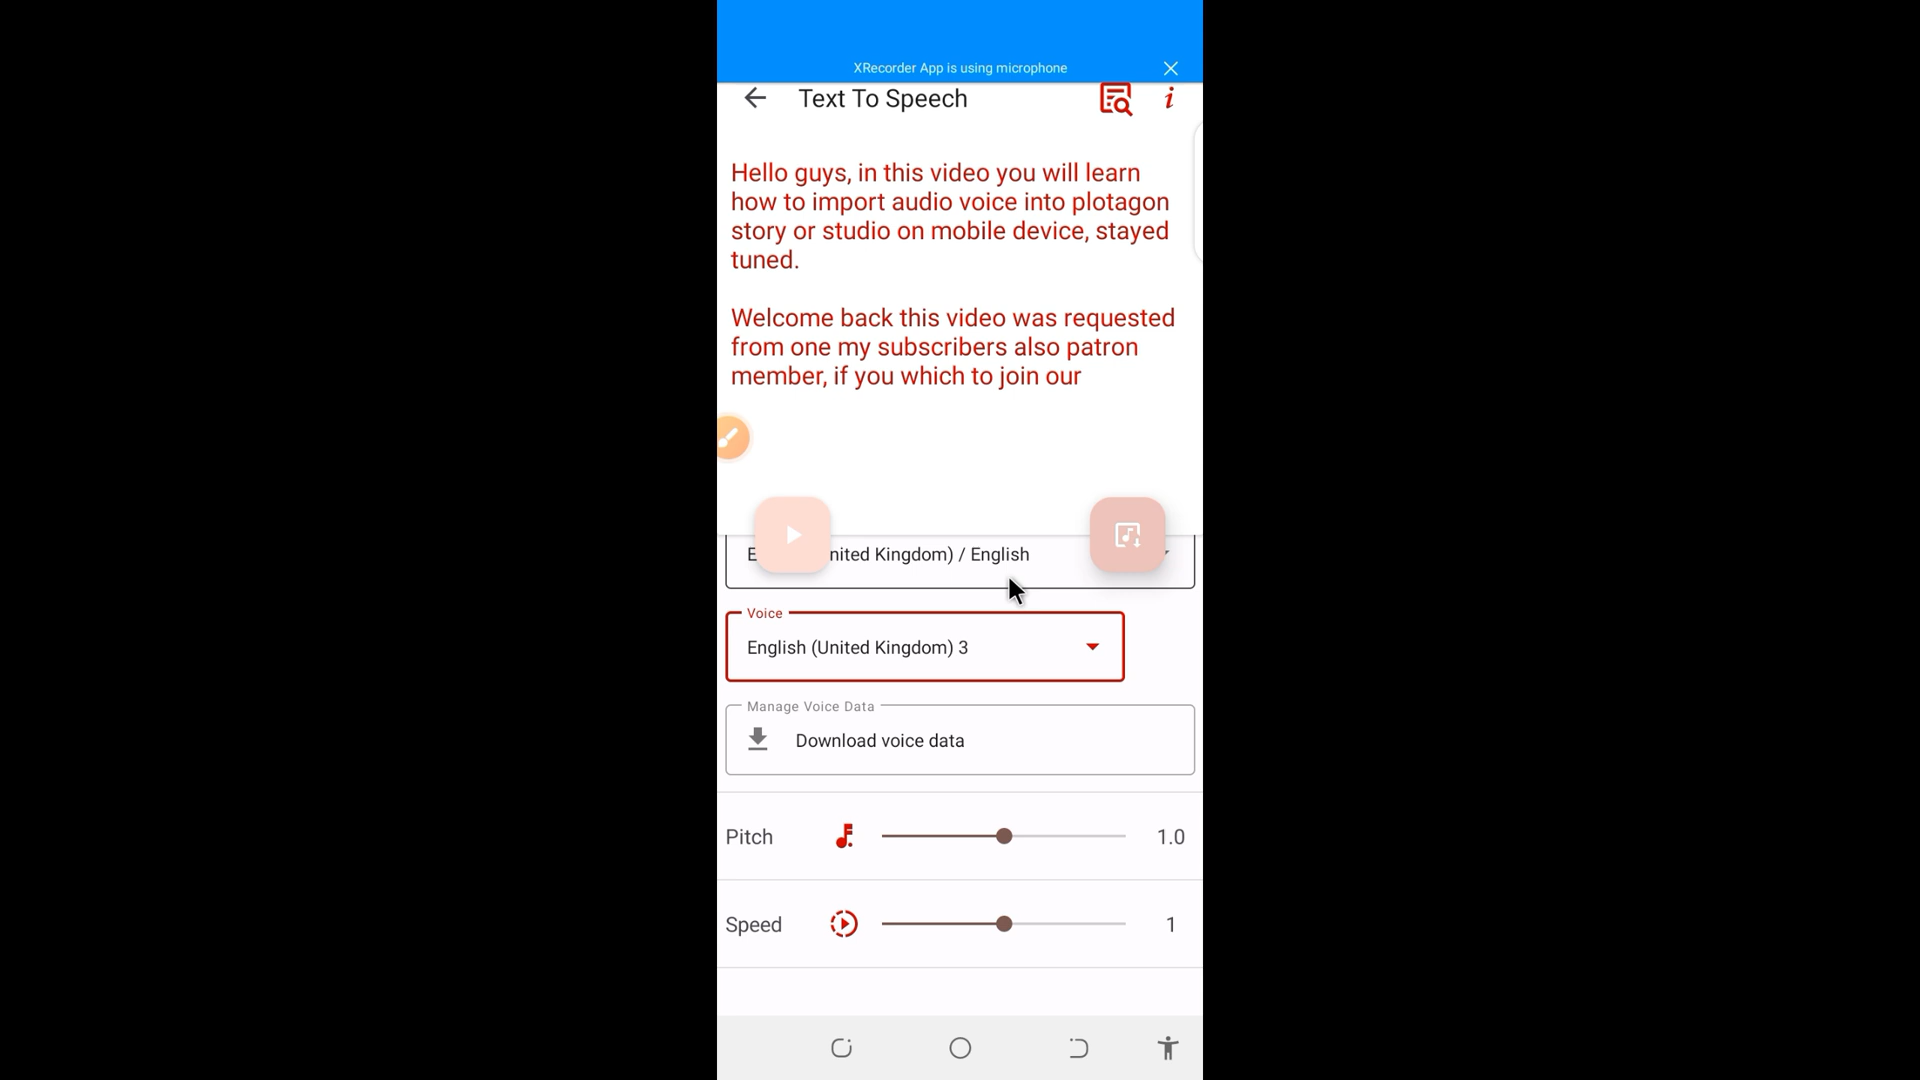 XRecorder App is using microphone
Text To Speech
Hello guys, in this video you will learn
how to import audio voice into plotagon
story or studio on mobile device, stayed
tuned.
Welcome back this video was requested
from one my subscribers also patron
member, if you which to join our
Kingdom) / English
Voice
English (United Kingdom) 3
Manage Voice Data
Download voice data
Pitch
1.0
Speed
1